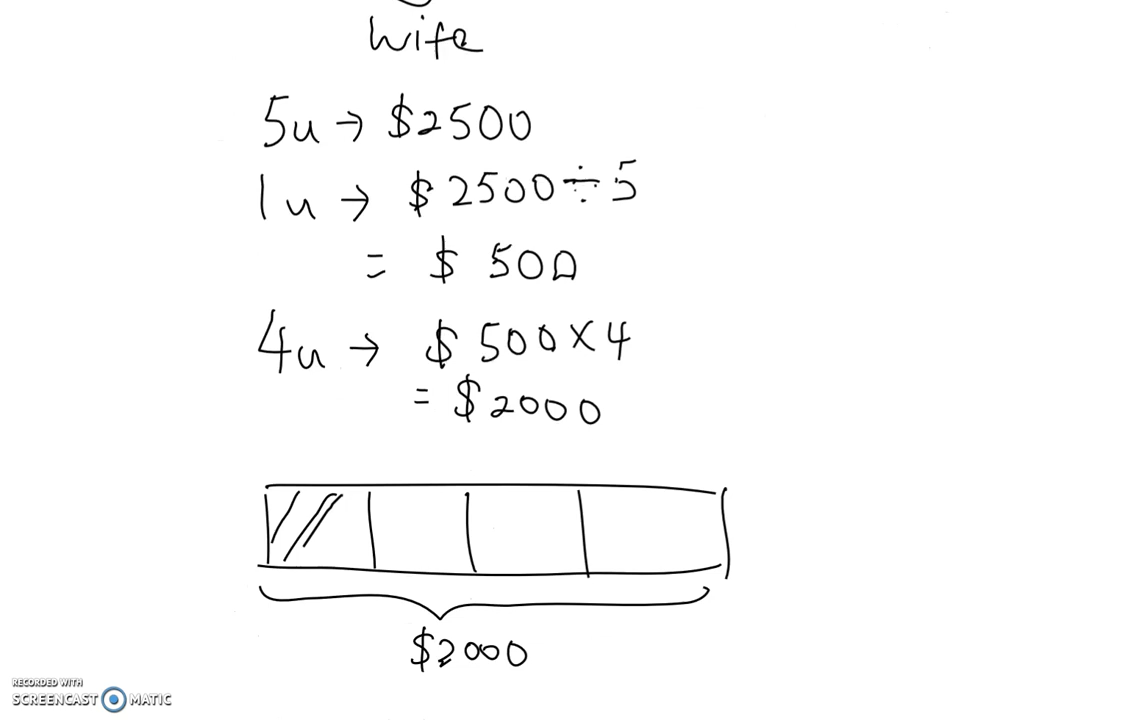 wife
5u → $2500
1u → $2500÷5
= $ 500
4u → $ 500×4
= $2000
$2000
RECORDED WITH
SCREENCAST MATIC